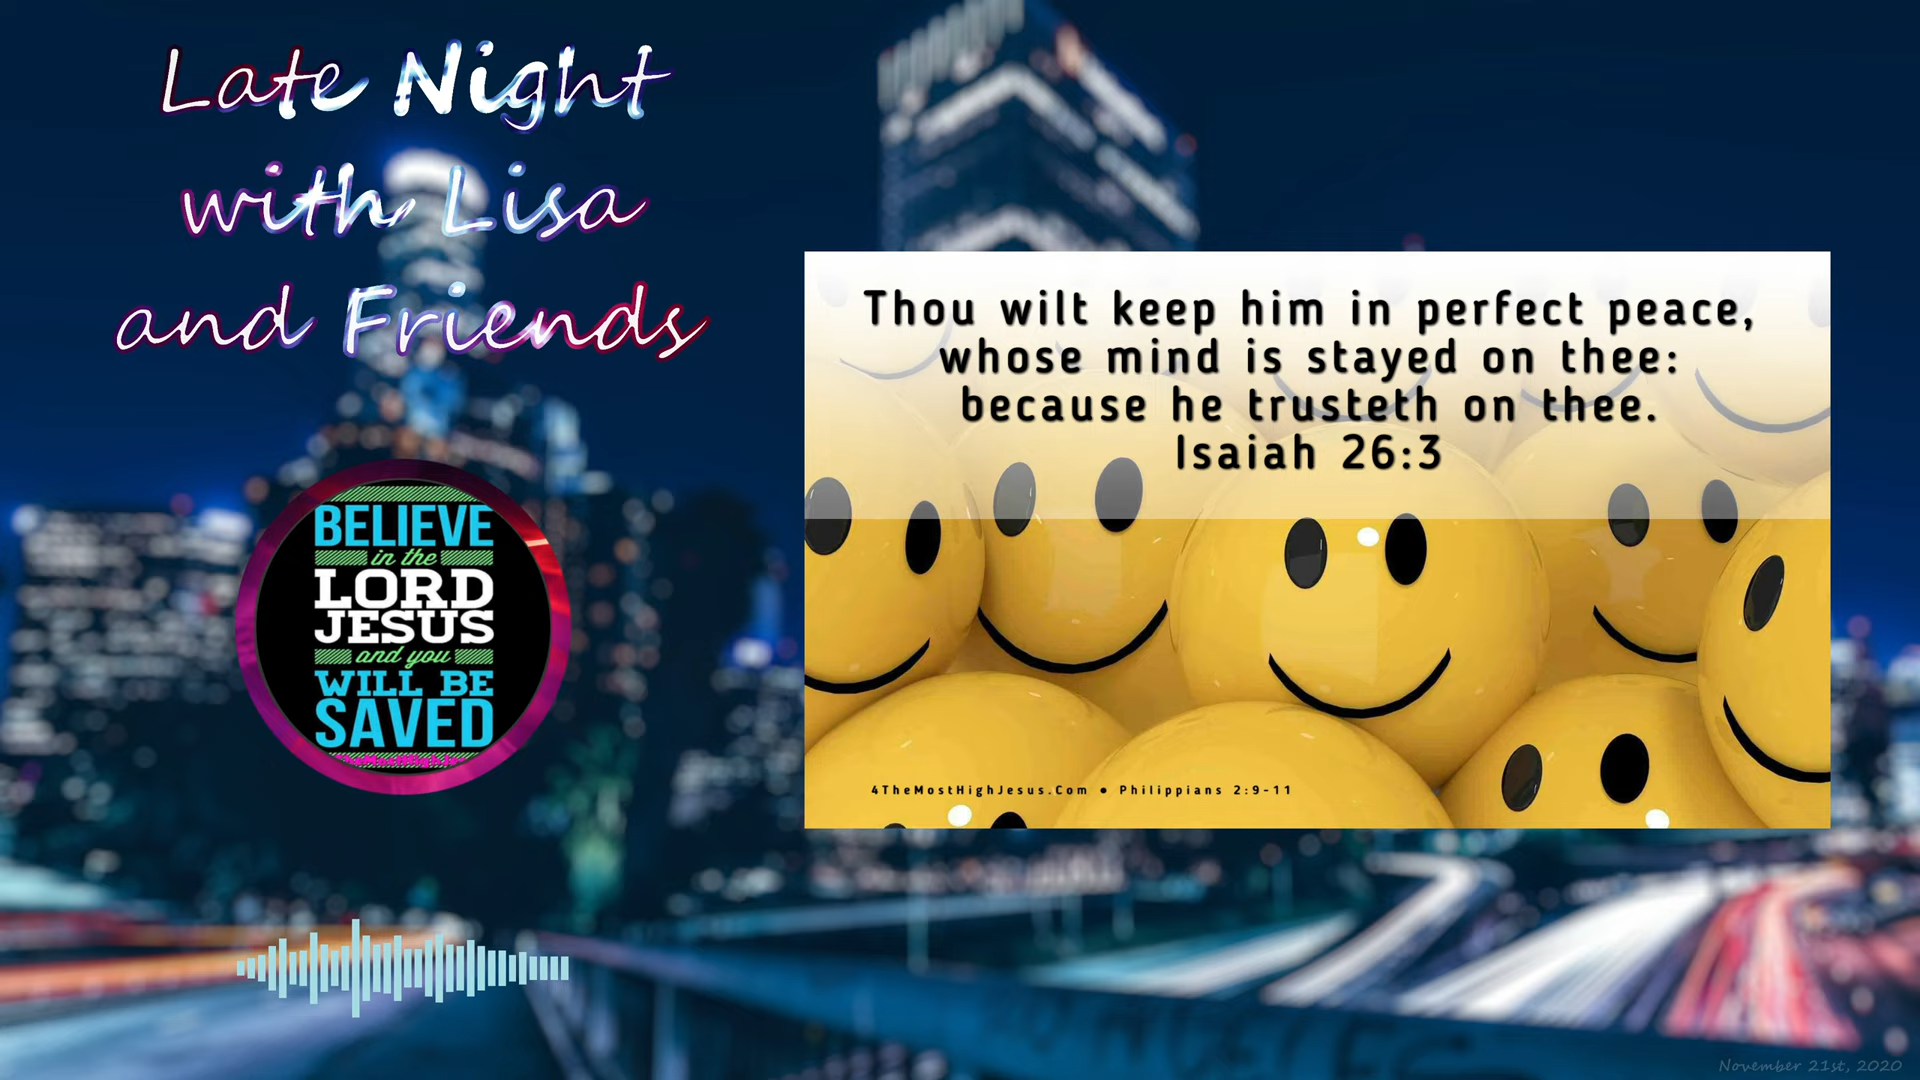 Late Night
with Lisa
and Friends
BELIEVE
in the
LORD
JESUS
and you
WILL BE
SAVED
Thou wilt keep him in perfect peace,
whose mind is stayed on thee:
because he trusteth on thee.
Isaiah 26:3
4TheMostHighJesus.Com • Philippians 2:9-11
November 21st, 2020